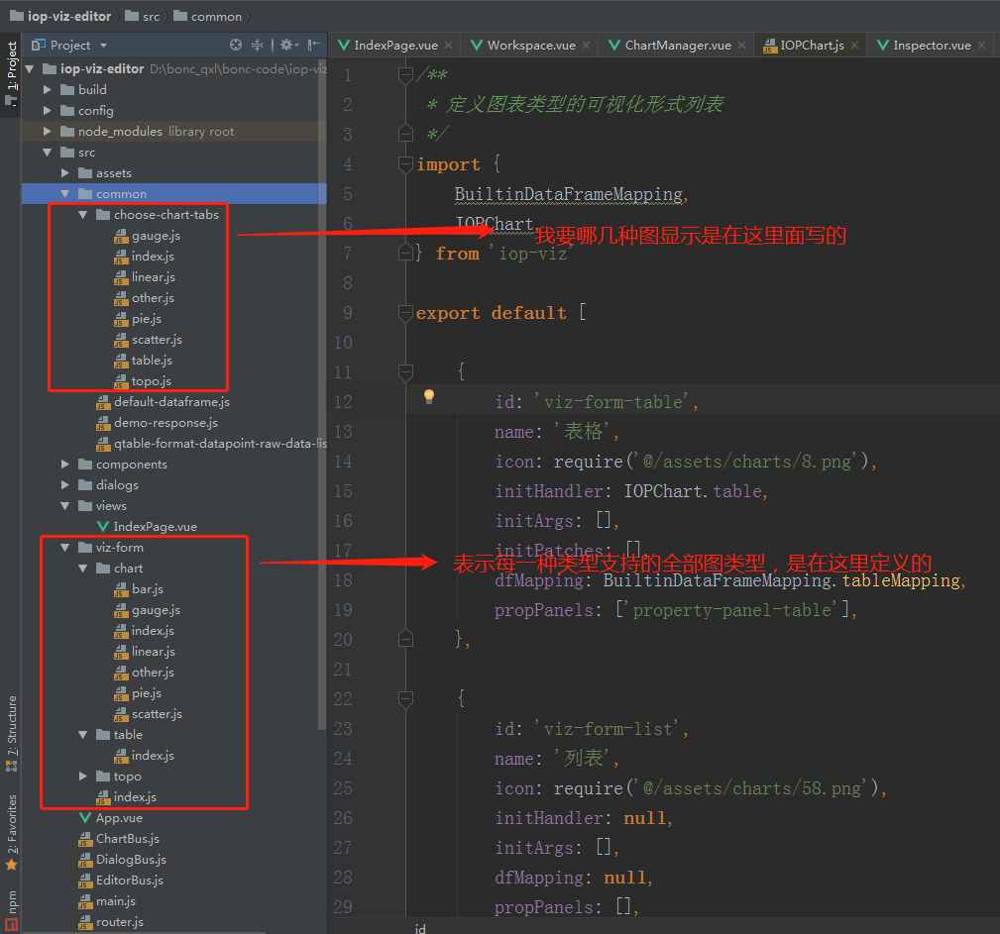 iop-viz-editor src common
1: Project
Project
IndexPage.vue
Workspace.vue
ChartManager.vue
IOPChart.js
Inspector.vue
iop-viz-editor D:\bonc_qxl\bonc-code\iop-viz
build
config
node_modules library root
src
assets
common
choose-chart-tabs
gauge.js
index.js
linear.js
other.js
pie.js
scatter.js
table.js
topo.js
default-dataframe.js
demo-response.js
qtable-format-datapoint-raw-data-lis
components
dialogs
views
IndexPage.vue
viz-form
chart
bar.js
gauge.js
index.js
linear.js
other.js
pie.js
scatter.js
table
index.js
topo
index.js
App.vue
ChartBus.js
DialogBus.js
EditorBus.js
main.js
router.js
7: Structure
2: Favorites
npm
1 /**
2 * 定义图表类型的可视化形式列表
3 */
4 import {
5 BuiltinDataFrameMapping,
6 IOPChart,
我要哪几种图显示是在这里面写的
7 } from 'iop-viz'
8
9 export default [
10
11 {
12 id: 'viz-form-table',
13 name: '表格',
14 icon: require('@/assets/charts/8.png'),
15 initHandler: IOPChart.table,
16 initArgs: [],
17 initPatches: [],
表示每一种类型支持的全部图类型，是在这里定义的
18 dfMapping: BuiltinDataFrameMapping.tableMapping,
19 propPanels: ['property-panel-table'],
20 },
21
22 {
23 id: 'viz-form-list',
24 name: '列表',
25 icon: require('@/assets/charts/58.png'),
26 initHandler: null,
27 initArgs: [],
28 dfMapping: null,
29 propPanels: [],
id